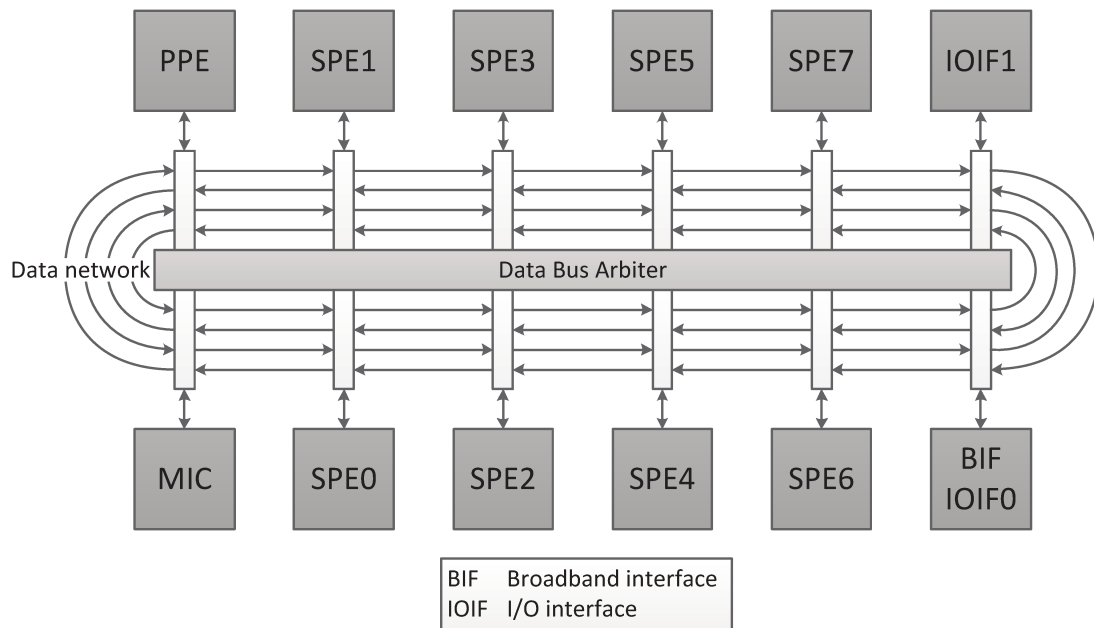 PPE
SPE1
SPE3
SPE5
SPE7
IOIF1
Data network
Data Bus Arbiter
MIC
SPE0
SPE2
SPE4
SPE6
BIF
IOIF0
BIF Broadband interface
IOIF I/O interface